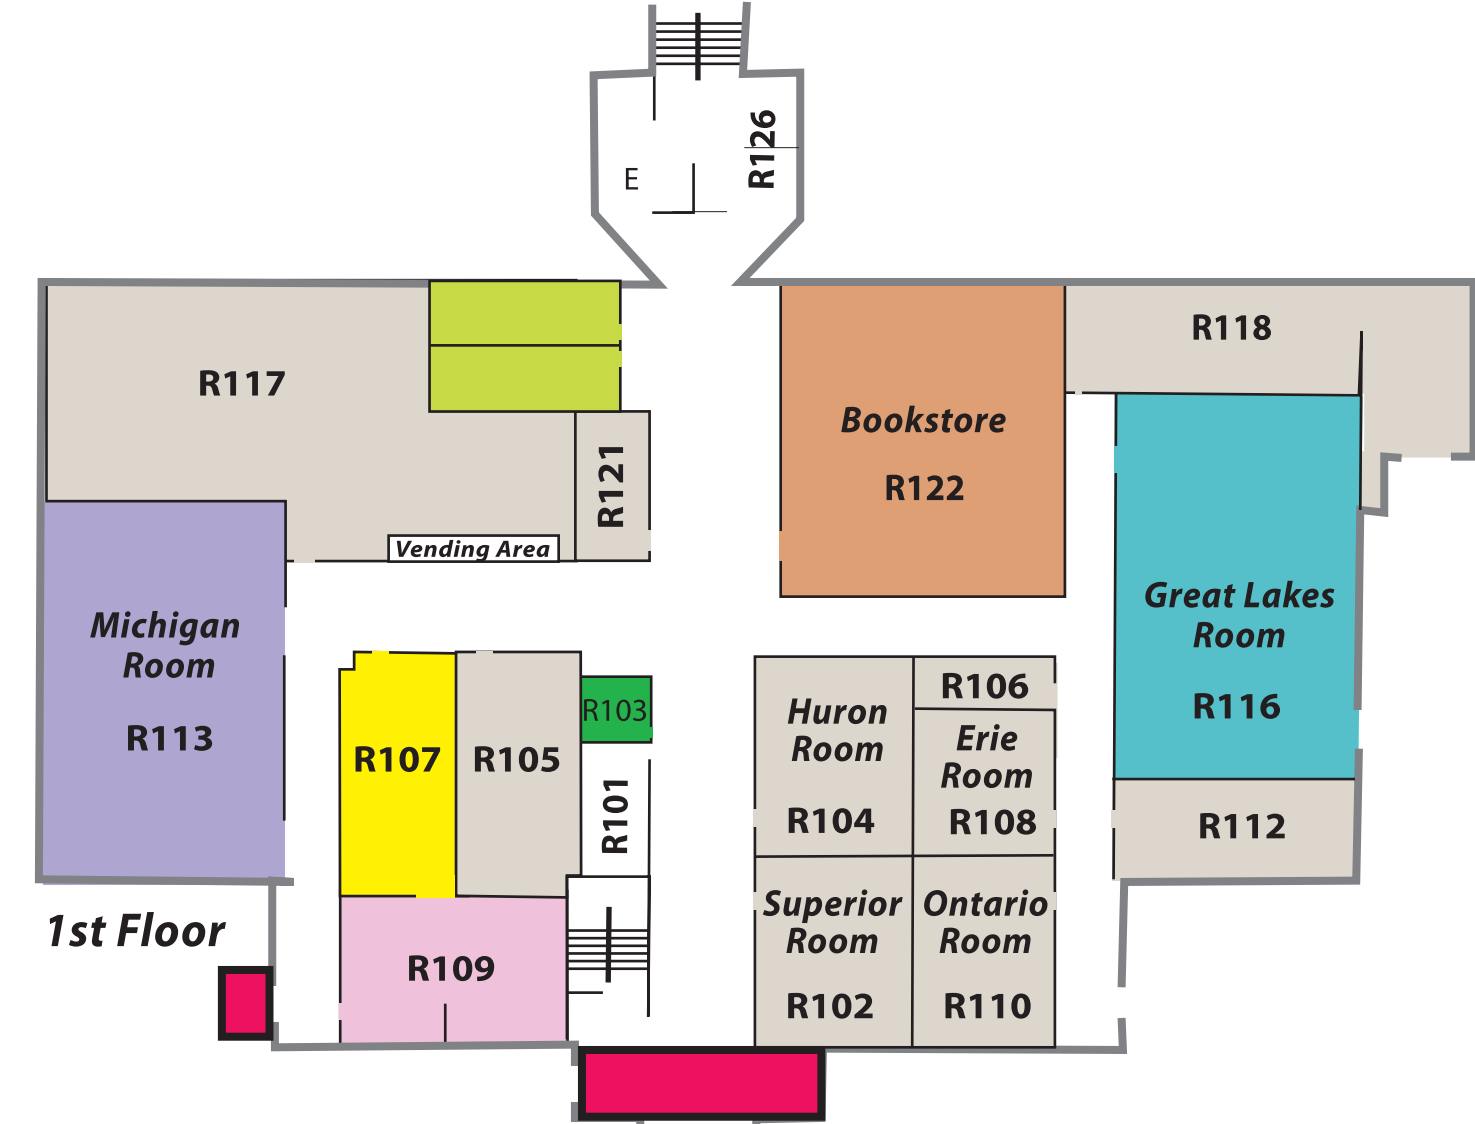 R126
E
R118
R117
Bookstore
R122
R121
Vending Area
Michigan
Room
R113
Great Lakes
Room
R116
R107
R105
R103
R101
Huron
Room
R104
R106
Erie
Room
R108
R112
1st Floor
R109
Superior
Room
R102
Ontario
Room
R110